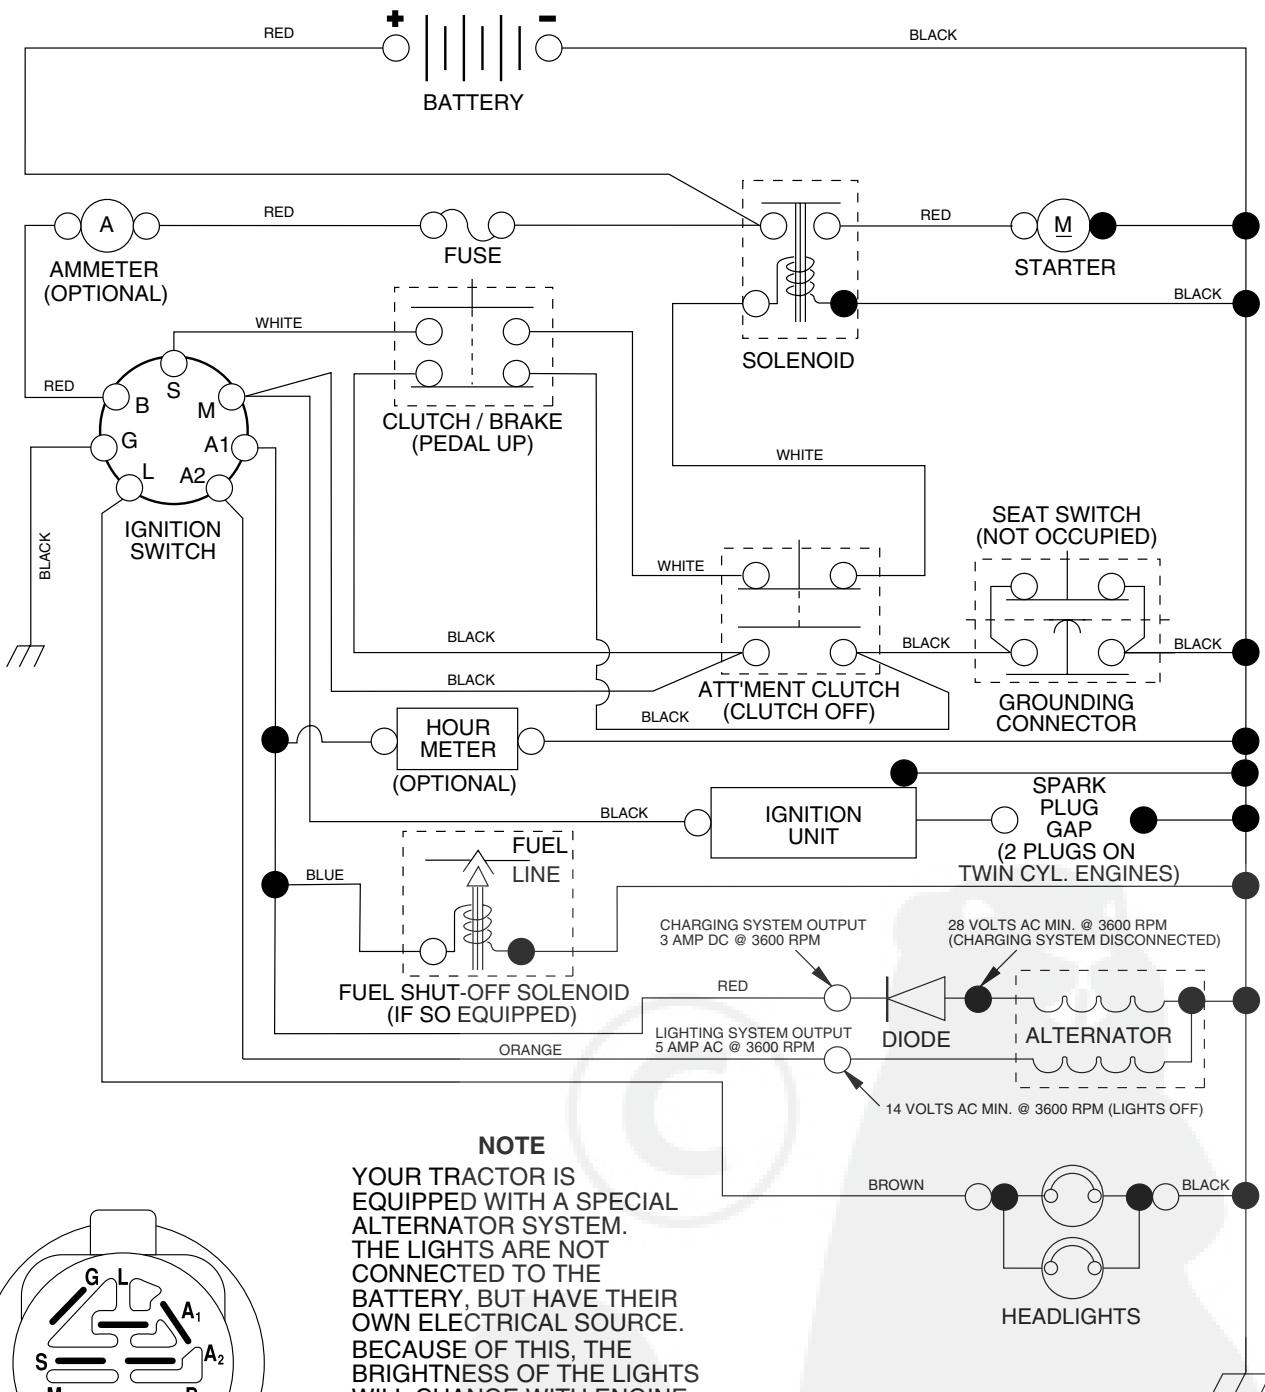 + -
RED
BLACK
BATTERY
RED
RED
A
FUSE
M
AMMETER
(OPTIONAL)
STARTER
BLACK
WHITE
SOLENOID
RED
S
B
M
CLUTCH / BRAKE
(PEDAL UP)
G
A1
L
A2
WHITE
IGNITION
SWITCH
BLACK
SEAT SWITCH
(NOT OCCUPIED)
WHITE
BLACK
BLACK
BLACK
BLACK
ATT'MENT CLUTCH
(CLUTCH OFF)
BLACK
GROUNDING
CONNECTOR
HOUR
METER
(OPTIONAL)
BLACK
IGNITION
UNIT
SPARK
PLUG
GAP
(2 PLUGS ON
TWIN CYL. ENGINES)
FUEL
LINE
BLUE
CHARGING SYSTEM OUTPUT
3 AMP DC @ 3600 RPM
28 VOLTS AC MIN. @ 3600 RPM
(CHARGING SYSTEM DISCONNECTED)
FUEL SHUT-OFF SOLENOID
(IF SO EQUIPPED)
RED
DIODE
ALTERNATOR
LIGHTING SYSTEM OUTPUT
5 AMP AC @ 3600 RPM
ORANGE
14 VOLTS AC MIN. @ 3600 RPM (LIGHTS OFF)
NOTE
YOUR TRACTOR IS
EQUIPPED WITH A SPECIAL
ALTERNATOR SYSTEM.
THE LIGHTS ARE NOT
CONNECTED TO THE
BATTERY, BUT HAVE THEIR
OWN ELECTRICAL SOURCE.
BECAUSE OF THIS, THE
BRIGHTNESS OF THE LIGHTS
WILL CHANGE WITH ENGINE
BROWN
BLACK
HEADLIGHTS
G L
A1
A2
S
M
B
©